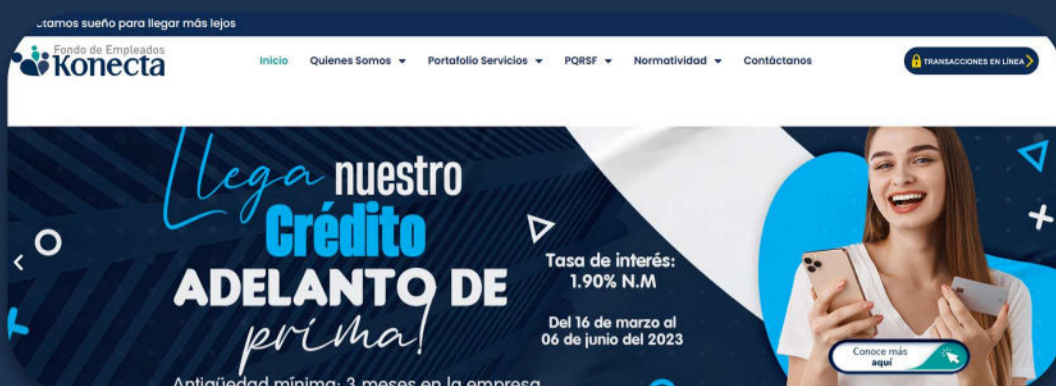 ctamos sueño para llegar más lejos
Fondo de Empleados
Konecta
Inicio Quienes Somos Portafolio Servicios PQRSF Normatividad Contáctanos
TRANSACCIONES EN LÍNEA
Llega nuestro
Crédito
ADELANTO DE
prima!
Tasa de interés:
1.90% N.M
Del 16 de marzo al
06 de junio del 2023
Antigüedad mínima: 3 meses en la empresa
Conoce más
aquí